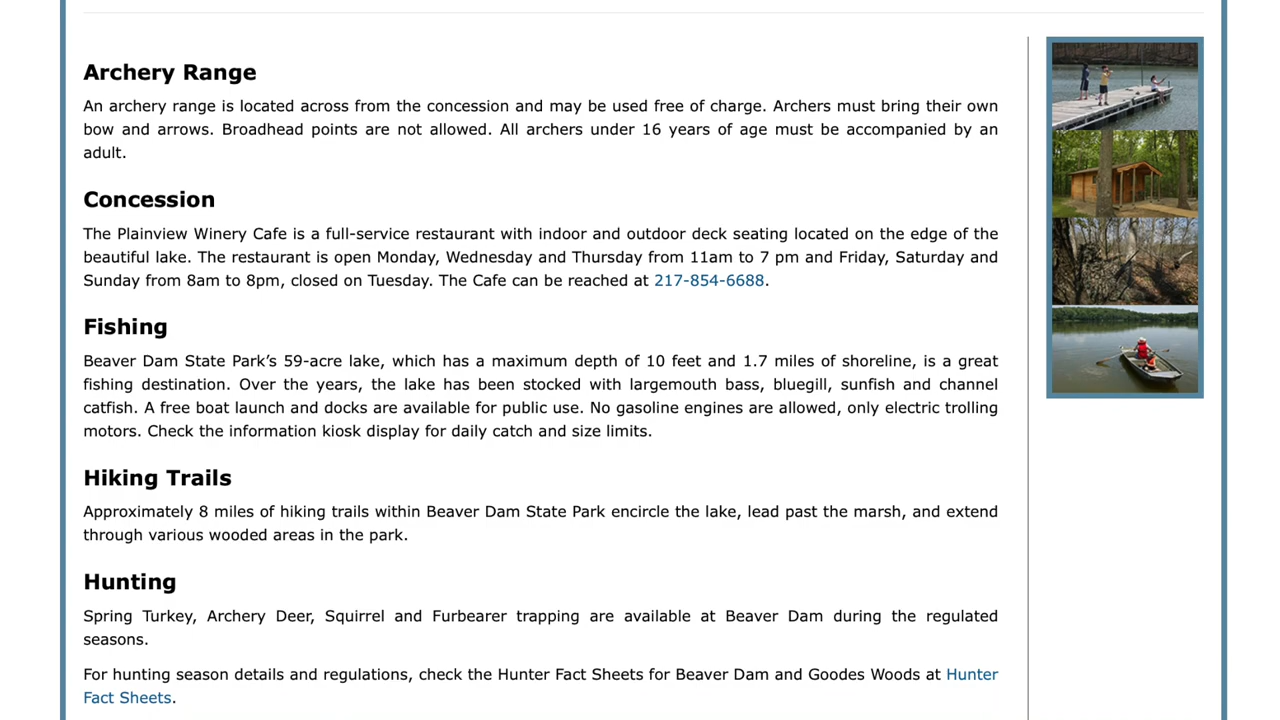 Archery Range
An archery range is located across from the concession and may be used free of charge. Archers must bring their own
bow and arrows. Broadhead points are not allowed. All archers under 16 years of age must be accompanied by an
adult.
Concession
The Plainview Winery Cafe is a full-service restaurant with indoor and outdoor deck seating located on the edge of the
beautiful lake. The restaurant is open Monday, Wednesday and Thursday from 11am to 7 pm and Friday, Saturday and
Sunday from 8am to 8pm, closed on Tuesday. The Cafe can be reached at 217-854-6688.
Fishing
Beaver Dam State Park’s 59-acre lake, which has a maximum depth of 10 feet and 1.7 miles of shoreline, is a great
fishing destination. Over the years, the lake has been stocked with largemouth bass, bluegill, sunfish and channel
catfish. A free boat launch and docks are available for public use. No gasoline engines are allowed, only electric trolling
motors. Check the information kiosk display for daily catch and size limits.
Hiking Trails
Approximately 8 miles of hiking trails within Beaver Dam State Park encircle the lake, lead past the marsh, and extend
through various wooded areas in the park.
Hunting
Spring Turkey, Archery Deer, Squirrel and Furbearer trapping are available at Beaver Dam during the regulated
seasons.
For hunting season details and regulations, check the Hunter Fact Sheets for Beaver Dam and Goodes Woods at Hunter
Fact Sheets.